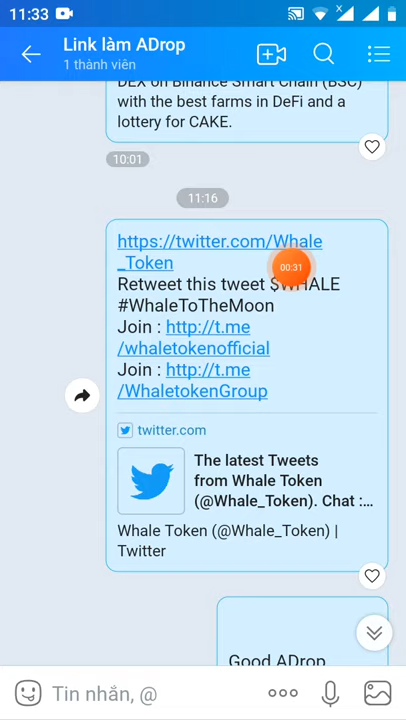 11:33
Link làm ADrop
1 thành viên
DEX on Binance Smart Chain (BSC)
with the best farms in DeFi and a
lottery for CAKE.
10:01
11:16
https://twitter.com/Whale
_Token
00:31
Retweet this tweet $WHALE
#WhaleToTheMoon
Join : http://t.me
/whaletokenofficial
Join : http://t.me
/WhaletokenGroup
twitter.com
The latest Tweets
from Whale Token
(@Whale_Token). Chat :...
Whale Token (@Whale_Token) |
Twitter
Good ADrop
Tin nhắn, @